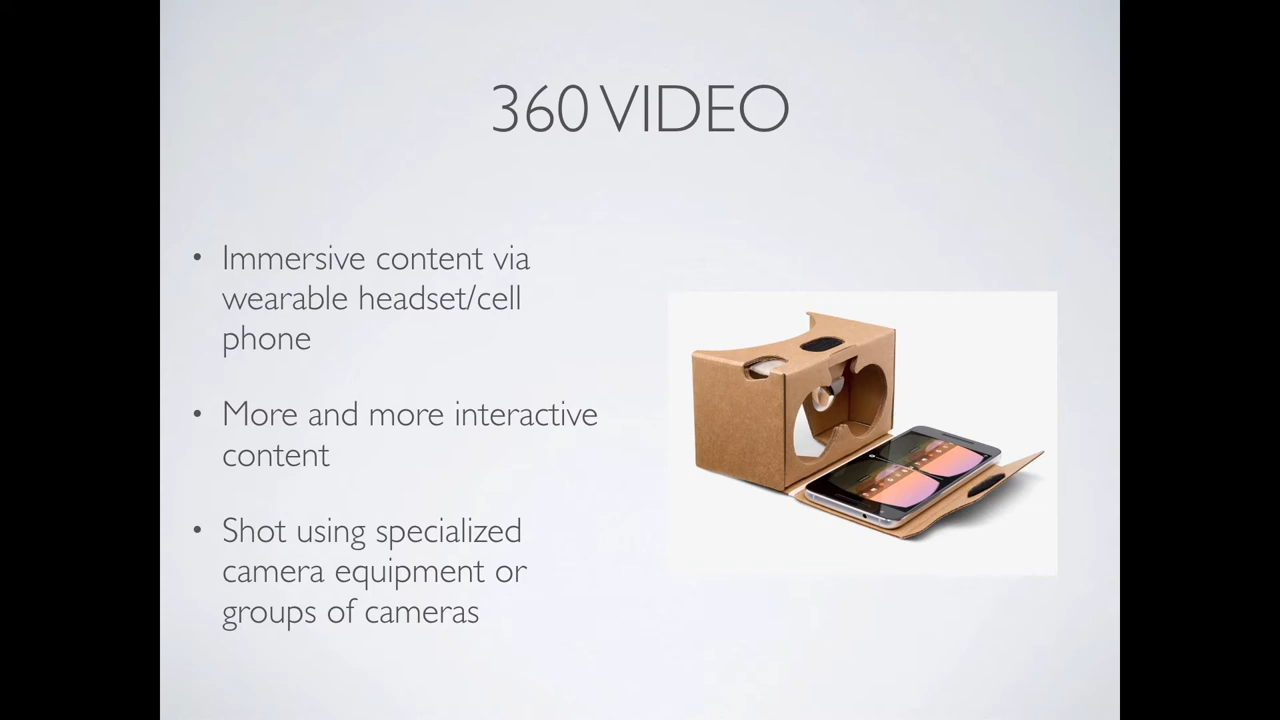 360 VIDEO
• Immersive content via
wearable headset/cell
phone
• More and more interactive
content
• Shot using specialized
camera equipment or
groups of cameras